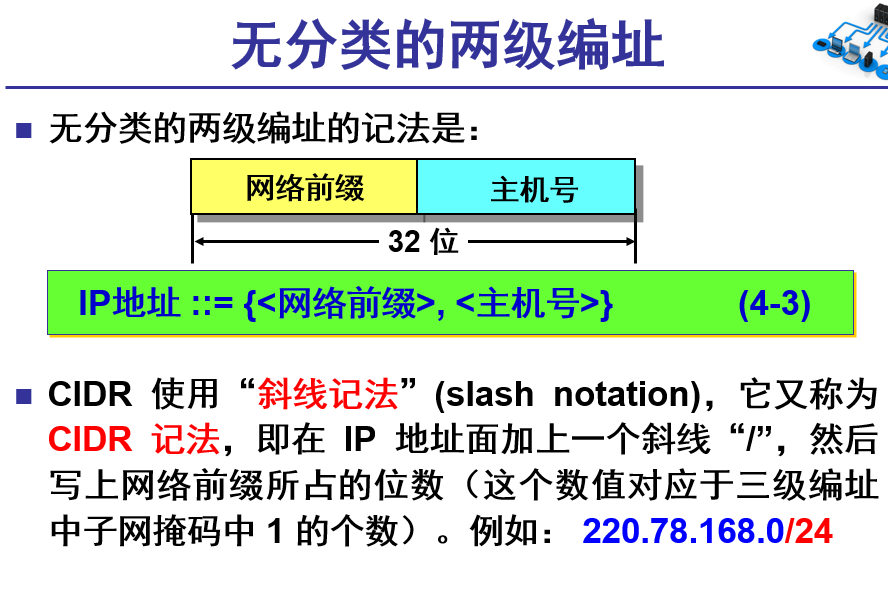 无分类的两级编址
无分类的两级编址的记法是：
网络前缀 主机号
32 位
IP地址 ::= {<网络前缀>, <主机号>} (4-3)
CIDR 使用“斜线记法”(slash notation)，它又称为
CIDR 记法，即在 IP 地址面加上一个斜线“/”，然后
写上网络前缀所占的位数（这个数值对应于三级编址
中子网掩码中 1 的个数）。例如： 220.78.168.0/24